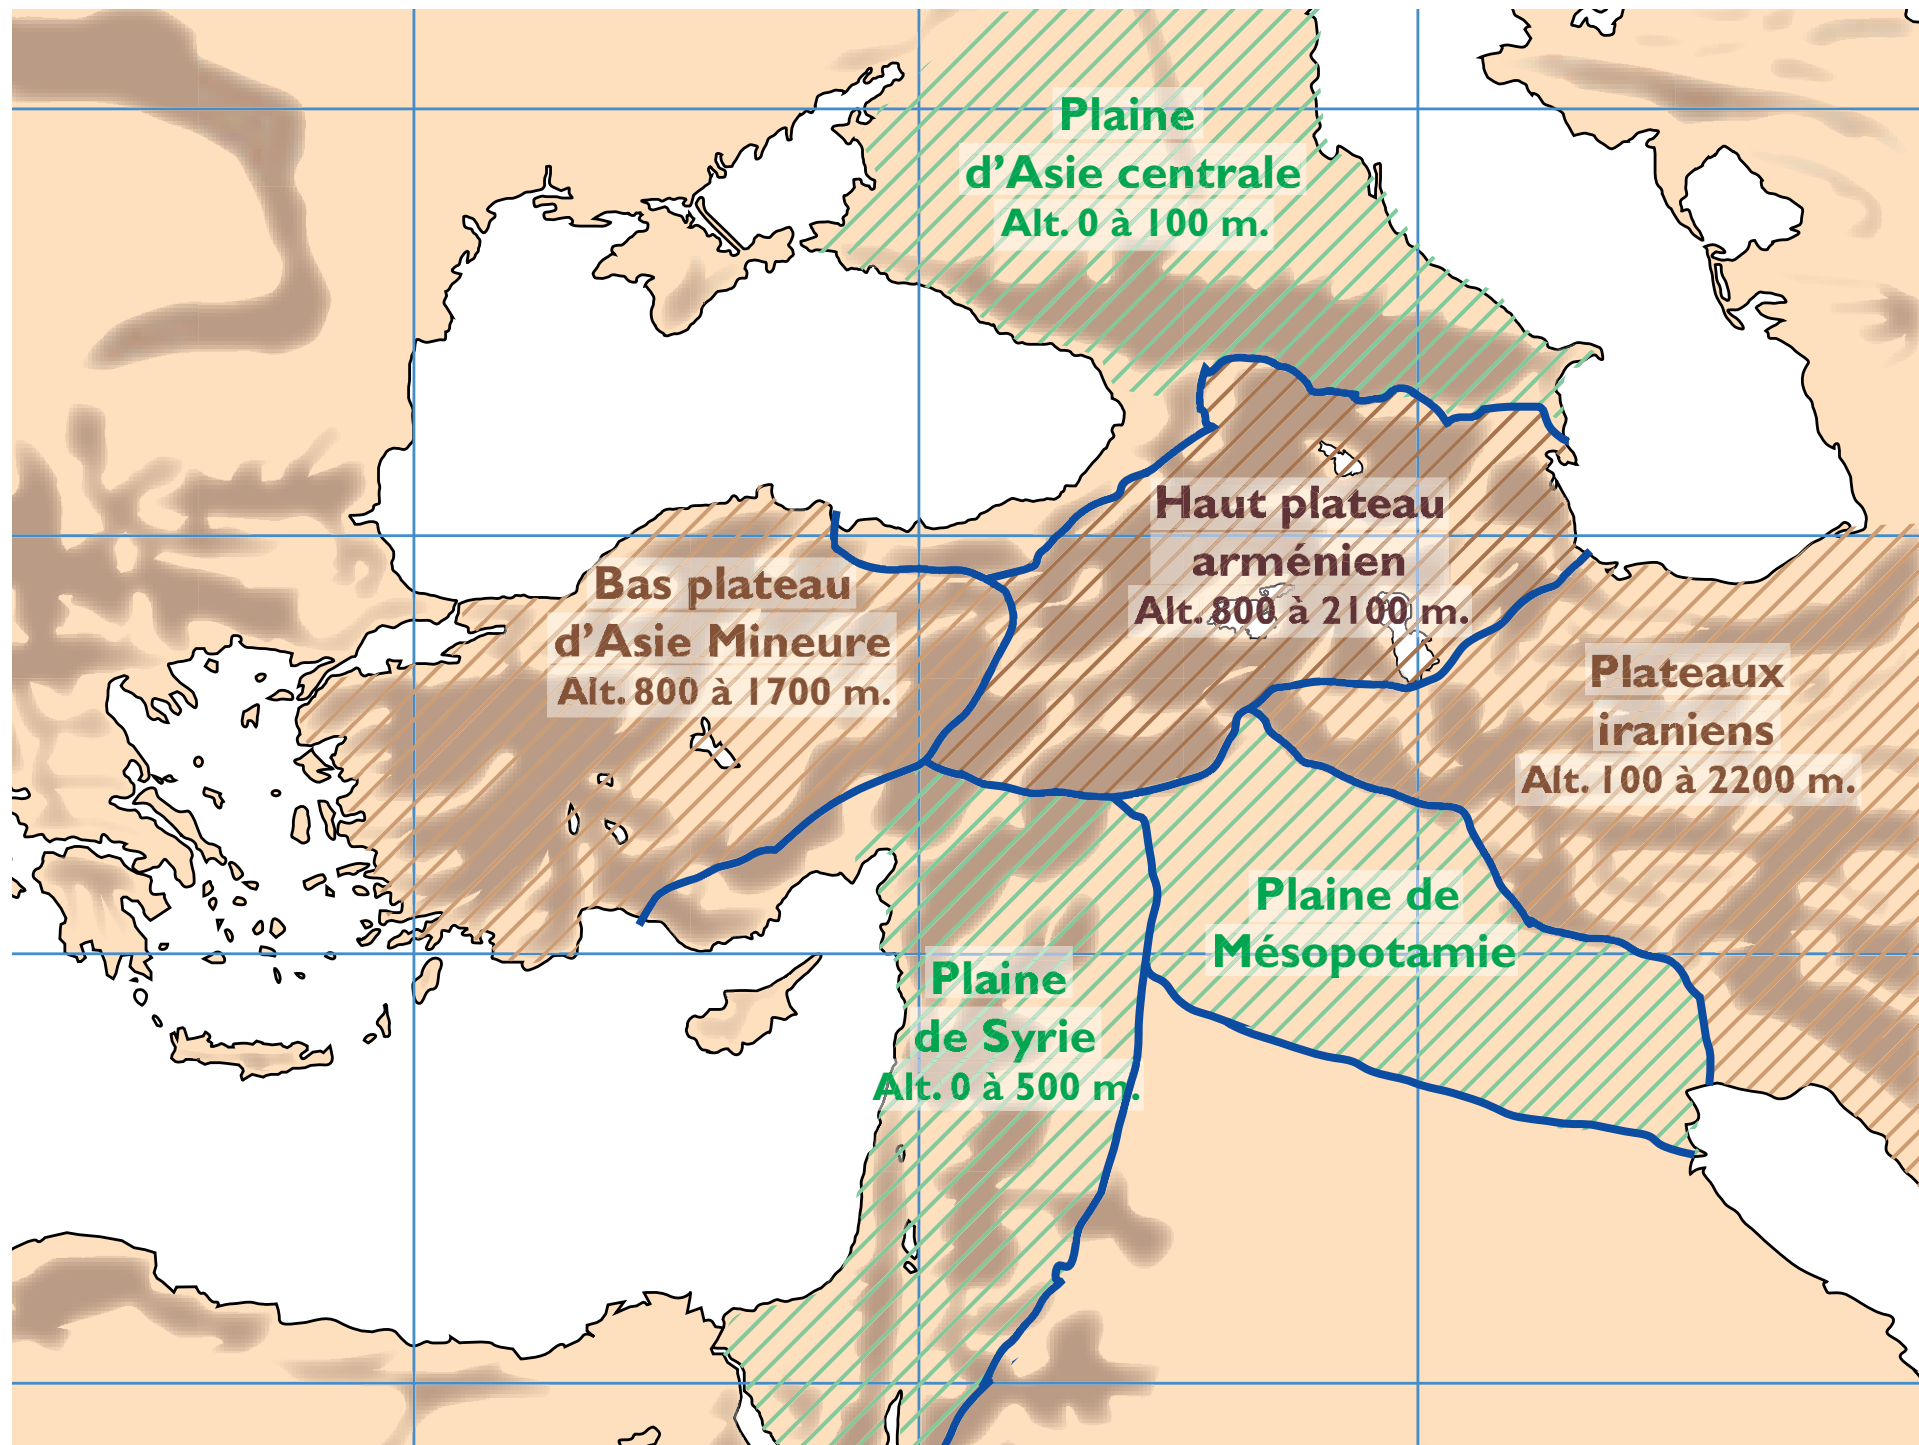 Plaine
d’Asie centrale
Alt. 0 à 100 m.
Haut plateau
arménien
Alt. 800 à 2100 m.
Bas plateau
d’Asie Mineure
Alt. 800 à 1700 m.
Plateaux
iraniens
Alt. 100 à 2200 m.
Plaine de
Mésopotamie
Plaine
de Syrie
Alt. 0 à 500 m.